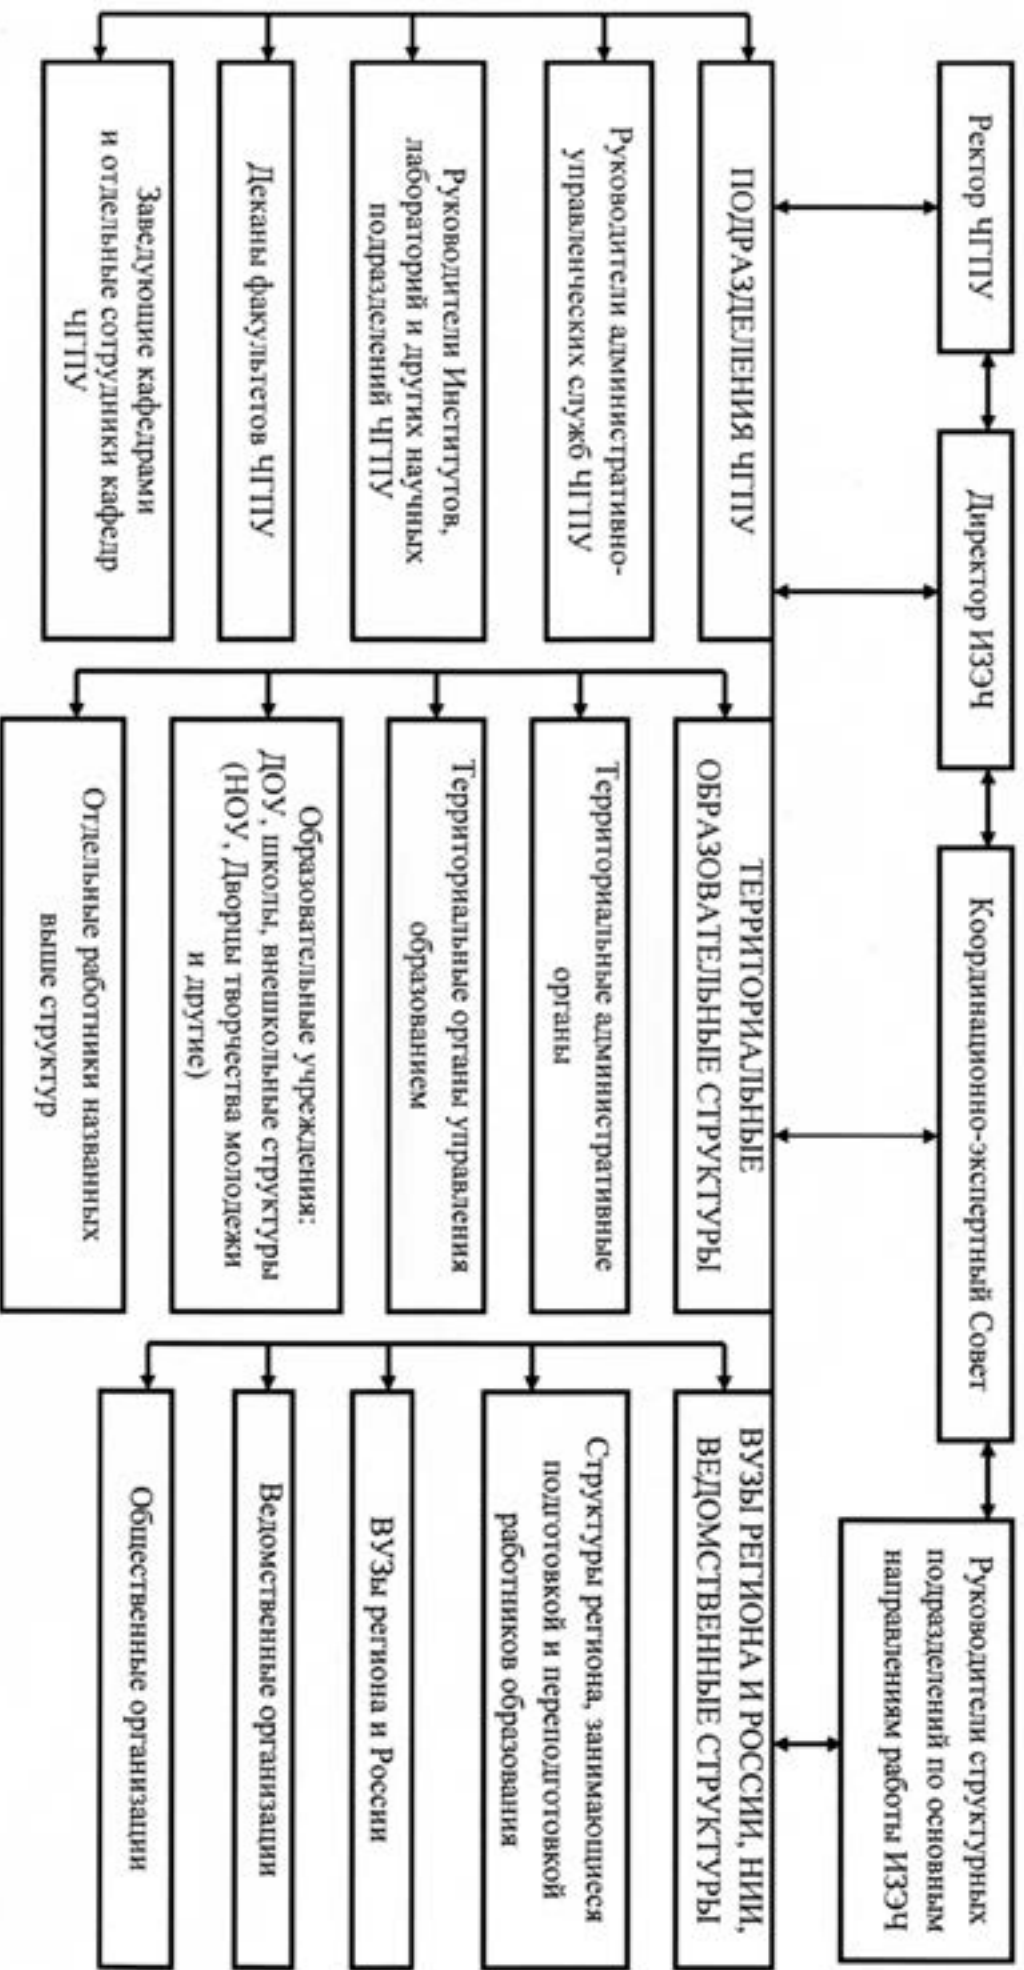 Ректор ЧГПУ
Директор ИЗЭЧ
Координационно-экспертный Совет
Руководители структурных
подразделений по основным
направлениям работы ИЗЭЧ
ПОДРАЗДЕЛЕНИЯ ЧГПУ
Руководители административно-
управленческих служб ЧГПУ
Руководители Институтов,
лабораторий и других научных
подразделений ЧГПУ
Деканы факультетов ЧГПУ
Заведующие кафедрами
и отдельные сотрудники кафедр
ЧГПУ
ТЕРРИТОРИАЛЬНЫЕ
ОБРАЗОВАТЕЛЬНЫЕ СТРУКТУРЫ
Территориальные административные
органы
Территориальные органы управления
образованием
Образовательные учреждения:
ДОУ, школы, внешкольные структуры
(НОУ, Дворцы творчества молодежи
и другие)
Отдельные работники названных
выше структур
ВУЗЫ РЕГИОНА И РОССИИ, НИИ,
ВЕДОМСТВЕННЫЕ СТРУКТУРЫ
Структуры региона, занимающиеся
подготовкой и переподготовкой
работников образования
ВУЗы региона и России
Ведомственные организации
Общественные организации